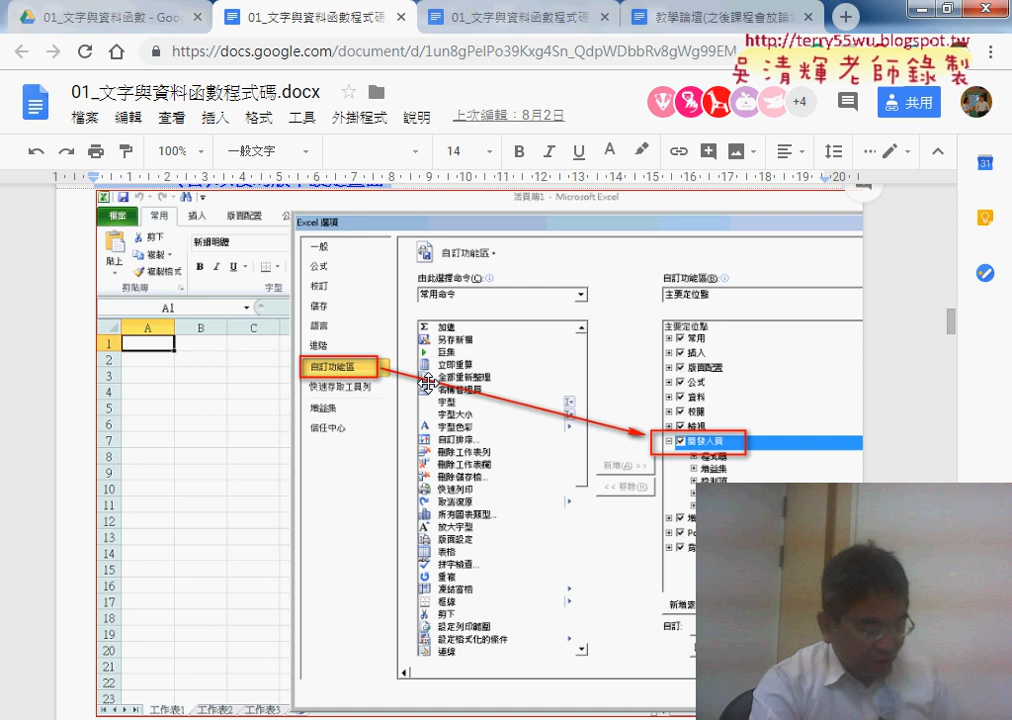 01_文字與資料函數 - Goo
01_文字與資料函數程式碼
01_文字與資料函數程式碼
教學論壇(之後課程會放論
https://docs.google.com/document/d/1un8gPelPo39Kxg4Sn_QdpWDbbRv8gWg99EM
http://terry55wu.blogspot.tw
吳清輝老師錄製
01_文字與資料函數程式碼.docx
+4
共用
檔案 編輯 查看 插入 格式 工具 外掛程式 說明 上次編輯：8月2日
100% 一般文字 14 B I U A
活頁簿1 - Microsoft Excel
檔案 常用 插入 版面配置 公
Excel 選項
剪下
複製
複製格式
貼上
剪貼簿
新細明體
B I U
字型
A1
A B C
1
2
3
4
5
6
7
8
9
10
11
12
13
14
15
16
17
18
19
20
21
22
23
工作表1 工作表2 工作表3
一般
公式
校訂
儲存
語言
進階
自訂功能區
快速存取工具列
增益集
信任中心
自訂功能區
由此選擇命令(C):
常用命令
加總
另存新檔
巨集
立即重算
全部重新整理
名稱管理員
字型
字型大小
字型色彩
自訂排序...
刪除工作表列
刪除工作表欄
刪除儲存格...
快速列印
取消復原
所有圖表類型...
放大字型
版面設定
表格
拼字檢查...
重複
凍結窗格
框線
剪下
設定列印範圍
設定格式化的條件
連線
新增(A) >>
<< 移除(R)
自訂功能區(B):
主要定位點
主要定位點
常用
插入
版面配置
公式
資料
校閱
檢視
開發人員
程式碼
增益集
自訂: